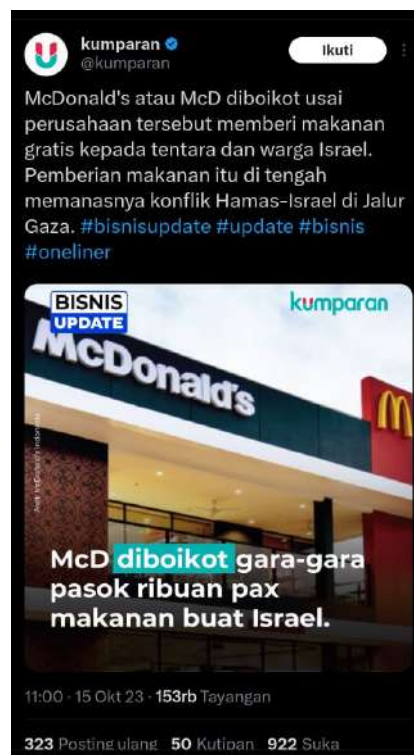 kumparan
@kumparan
Ikuti
McDonald's atau McD diboikot usai
perusahaan tersebut memberi makanan
gratis kepada tentara dan warga Israel.
Pemberian makanan itu di tengah
memanasnya konflik Hamas-Israel di Jalur
Gaza. #bisnisupdate #update #bisnis
#oneliner
BISNIS
UPDATE
kumparan
McDonald's
McD diboikot gara-gara
pasok ribuan pax
makanan buat Israel.
11:00 · 15 Okt 23 · 153rb Tayangan
323 Posting ulang 50 Kutipan 922 Suka